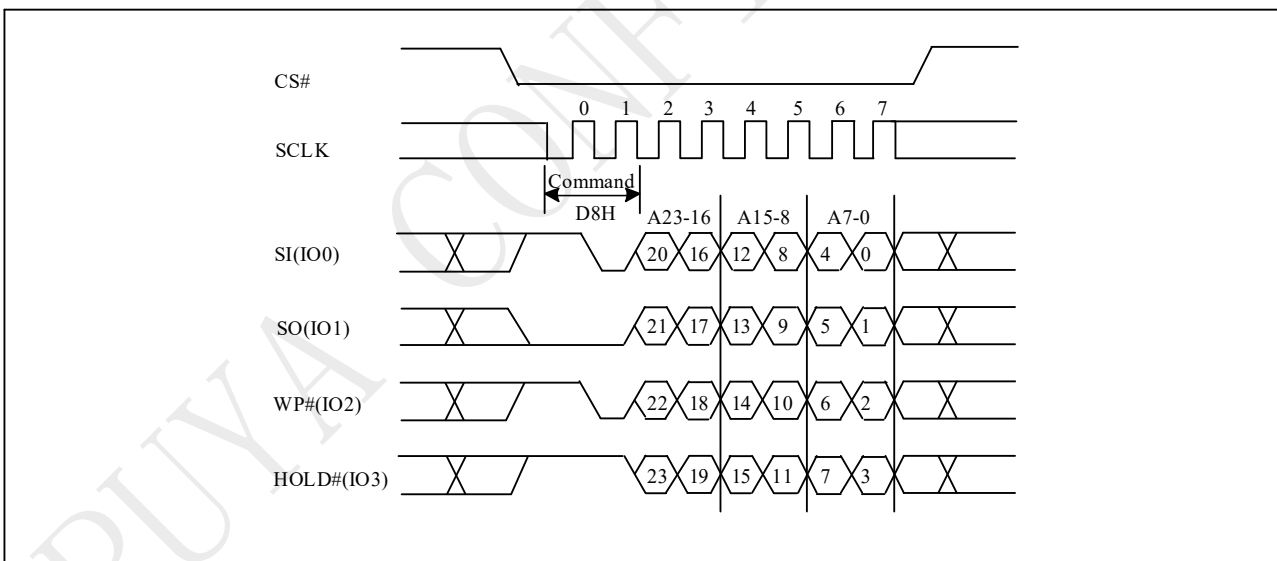 CS#
0 1 2 3 4 5 6 7
SCLK
Command
D8H A23-16 A15-8 A7-0
SI(IO0) 20 16 12 8 4 0
SO(IO1) 21 17 13 9 5 1
WP#(IO2) 22 18 14 10 6 2
HOLD#(IO3) 23 19 15 11 7 3
PUYA CONF